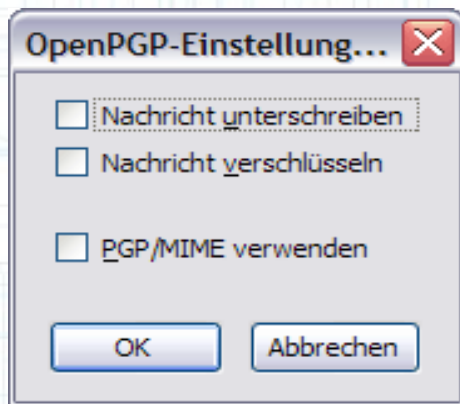 OpenPGP-Einstellung...
Nachricht unterschreiben
Nachricht verschlüsseln
PGP/MIME verwenden
OK Abbrechen